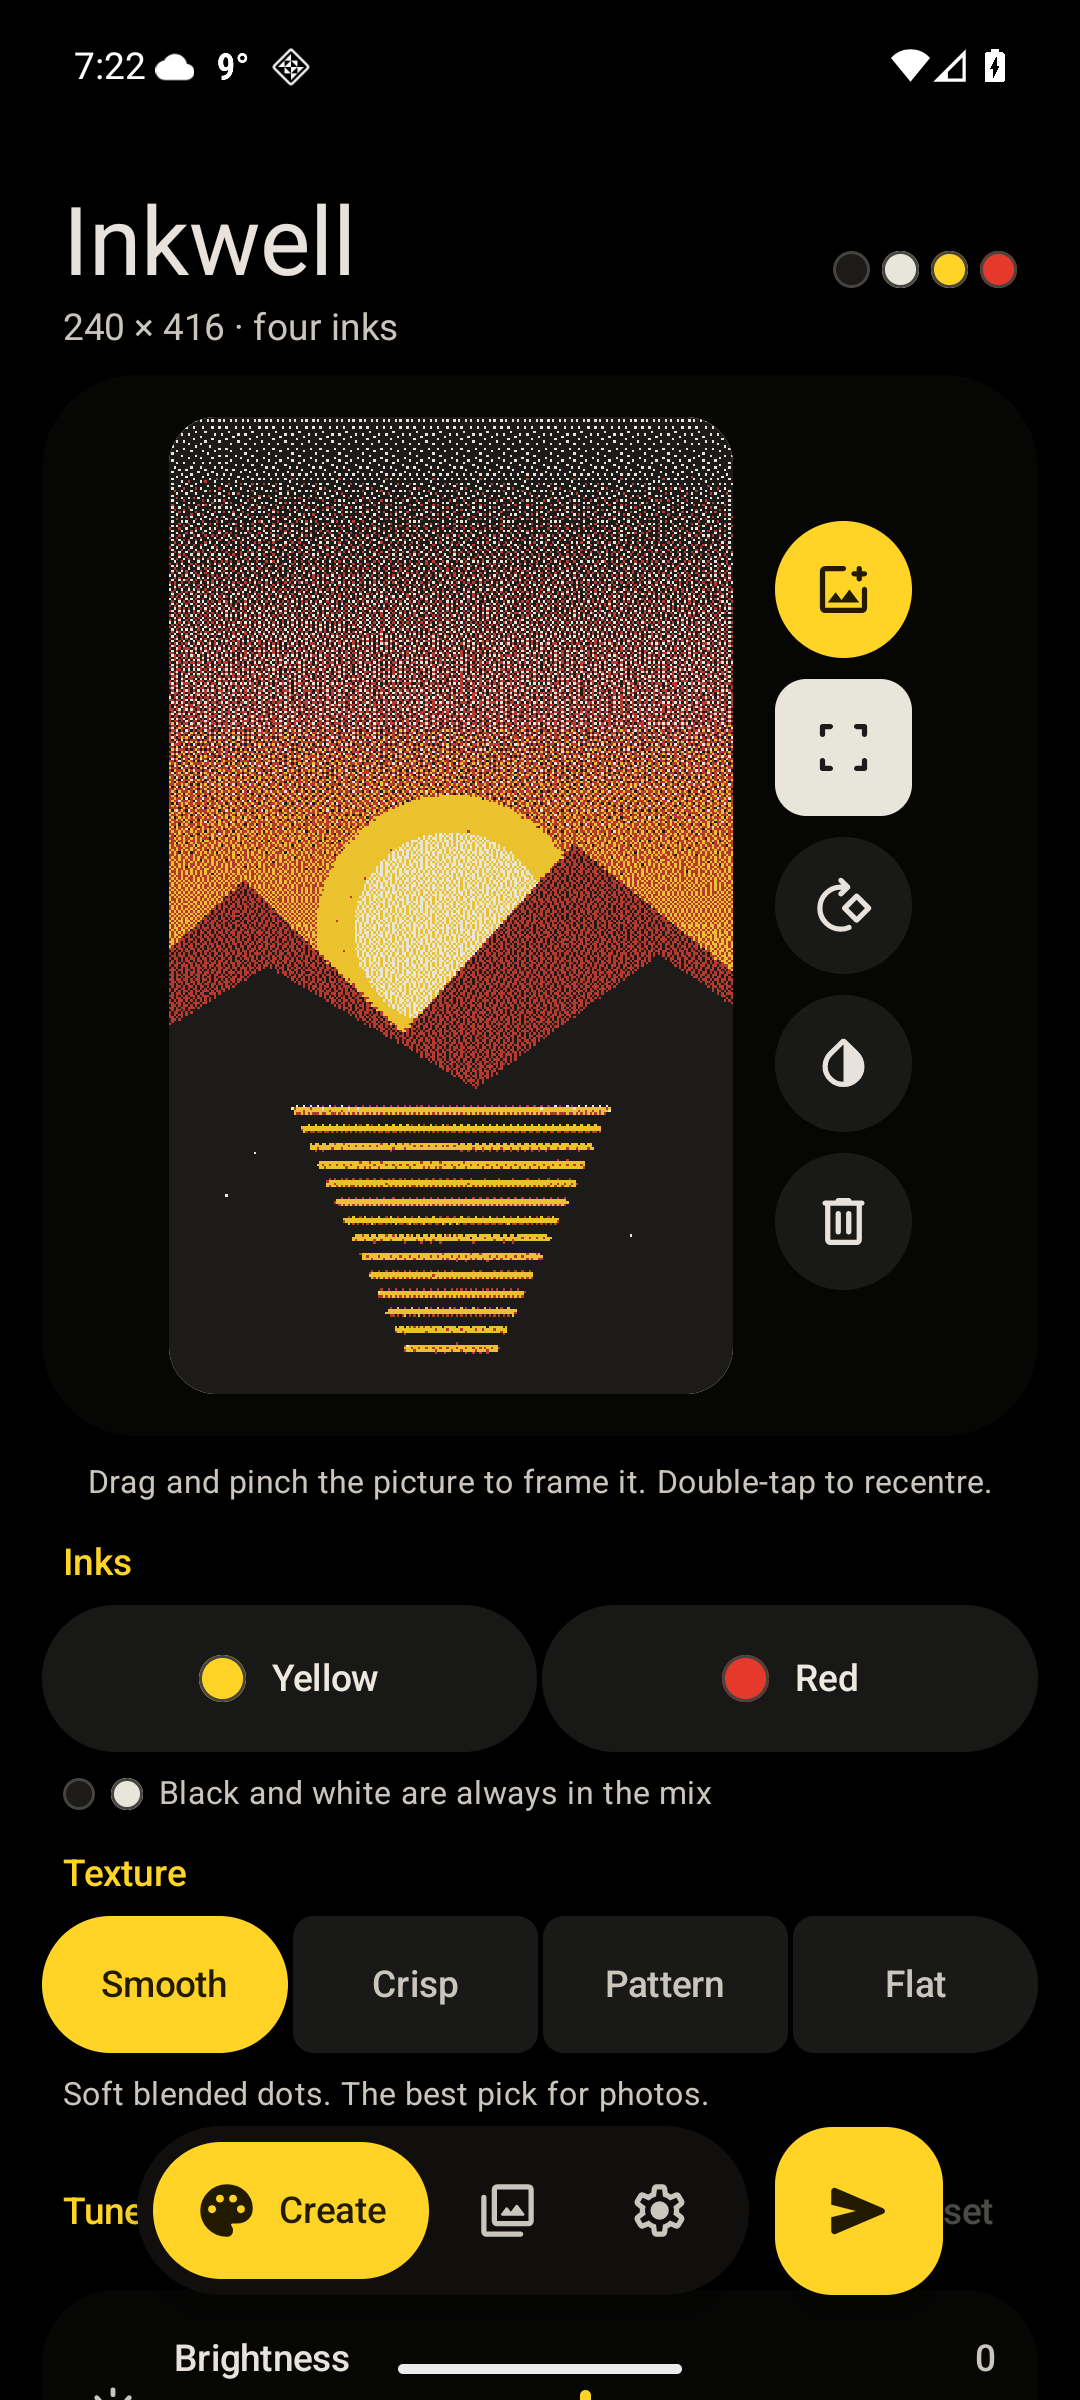 7:22 9°
Inkwell
240 × 416 · four inks
Drag and pinch the picture to frame it. Double-tap to recentre.
Inks
Yellow Red
Black and white are always in the mix
Texture
Smooth Crisp Pattern Flat
Soft blended dots. The best pick for photos.
Tune Create set
Brightness 0